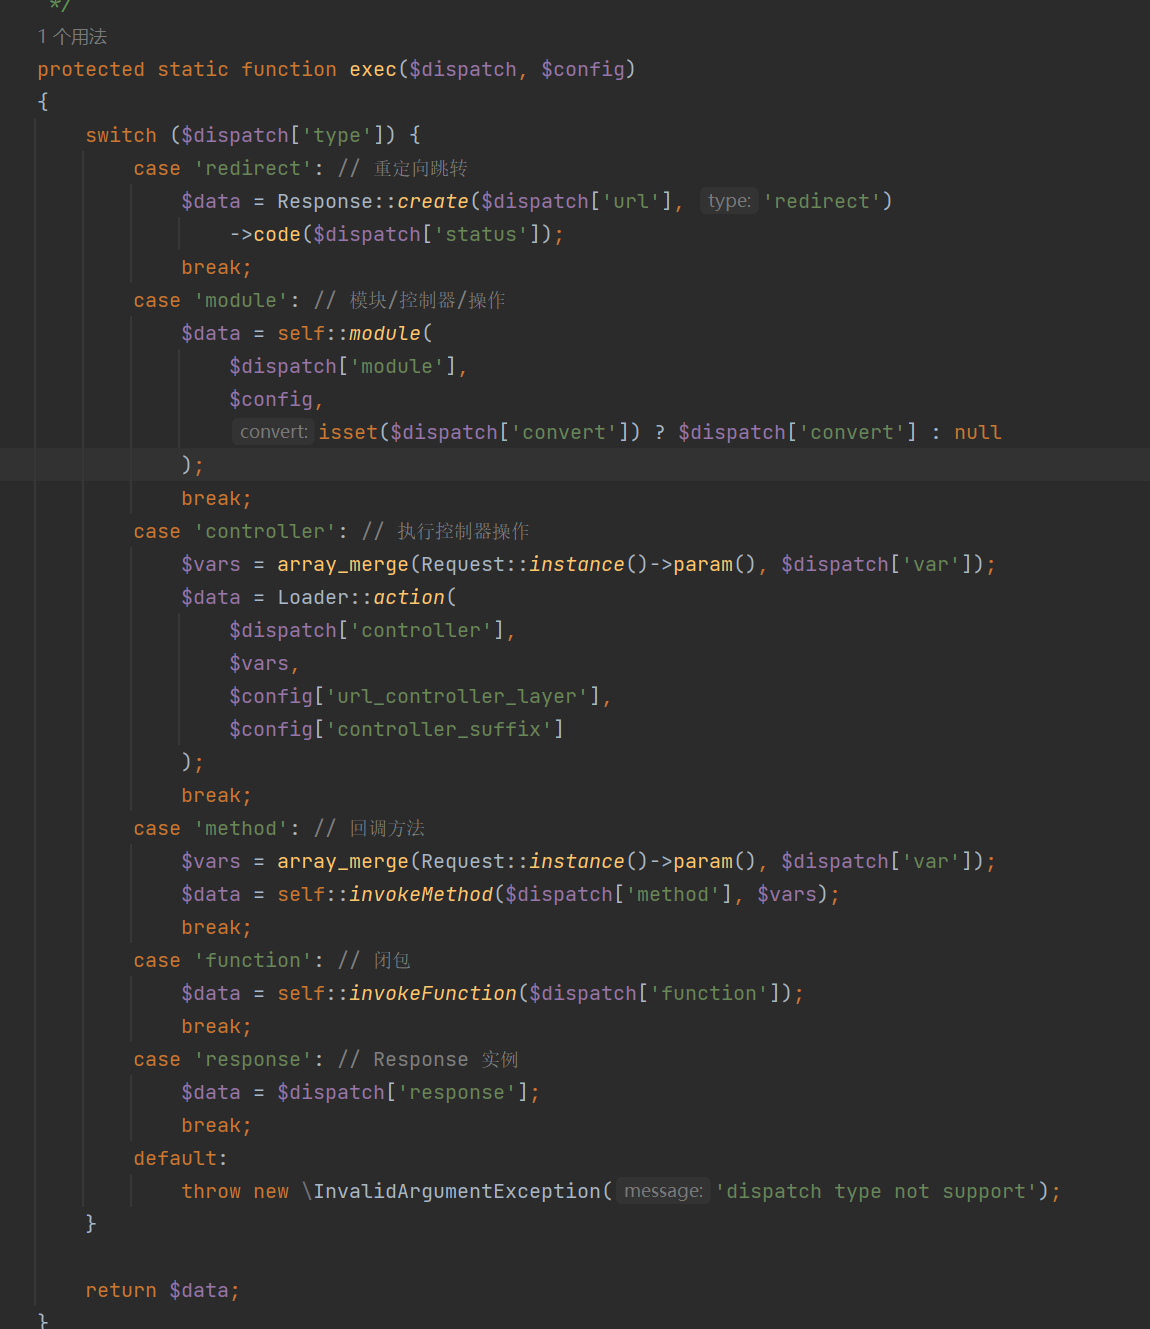 */
1 个用法
protected static function exec($dispatch, $config)
{
    switch ($dispatch['type']) {
        case 'redirect': // 重定向跳转
            $data = Response::create($dispatch['url'], type: 'redirect')
                ->code($dispatch['status']);
            break;
        case 'module': // 模块/控制器/操作
            $data = self::module(
                $dispatch['module'],
                $config,
                convert: isset($dispatch['convert']) ? $dispatch['convert'] : null
            );
            break;
        case 'controller': // 执行控制器操作
            $vars = array_merge(Request::instance()->param(), $dispatch['var']);
            $data = Loader::action(
                $dispatch['controller'],
                $vars,
                $config['url_controller_layer'],
                $config['controller_suffix']
            );
            break;
        case 'method': // 回调方法
            $vars = array_merge(Request::instance()->param(), $dispatch['var']);
            $data = self::invokeMethod($dispatch['method'], $vars);
            break;
        case 'function': // 闭包
            $data = self::invokeFunction($dispatch['function']);
            break;
        case 'response': // Response 实例
            $data = $dispatch['response'];
            break;
        default:
            throw new \InvalidArgumentException( message: 'dispatch type not support');
    }

    return $data;
}